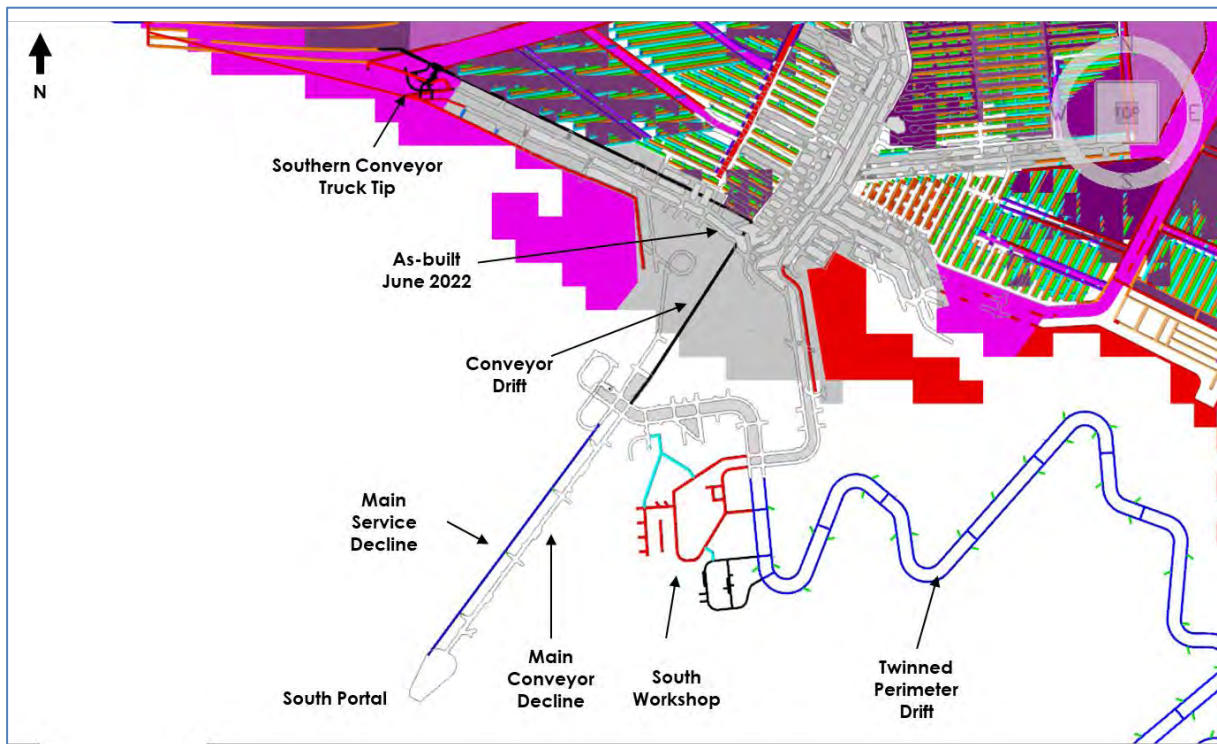 N
Southern Conveyor
Truck Tip
As-built
June 2022
Conveyor
Drift
Main
Service
Decline
South Portal
Main
Conveyor
Decline
South
Workshop
Twinned
Perimeter
Drift
W
TOP
E